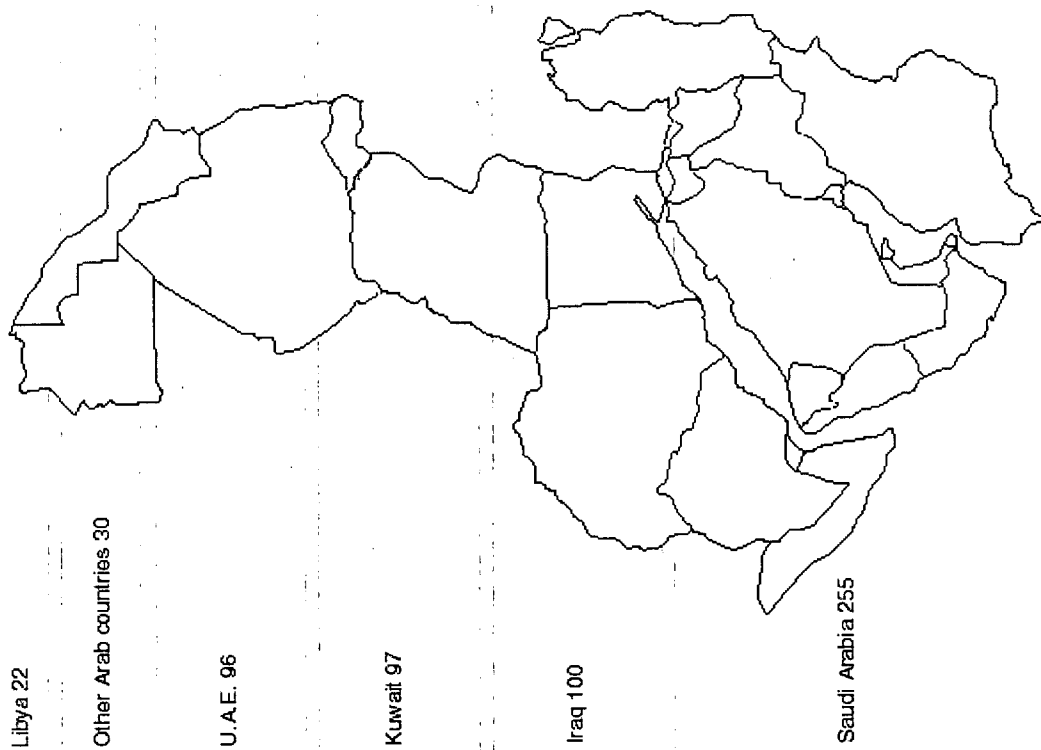 Libya 22
Other Arab countries 30
U.A.E. 96
Kuwait 97
Iraq 100
Saudi Arabia 255